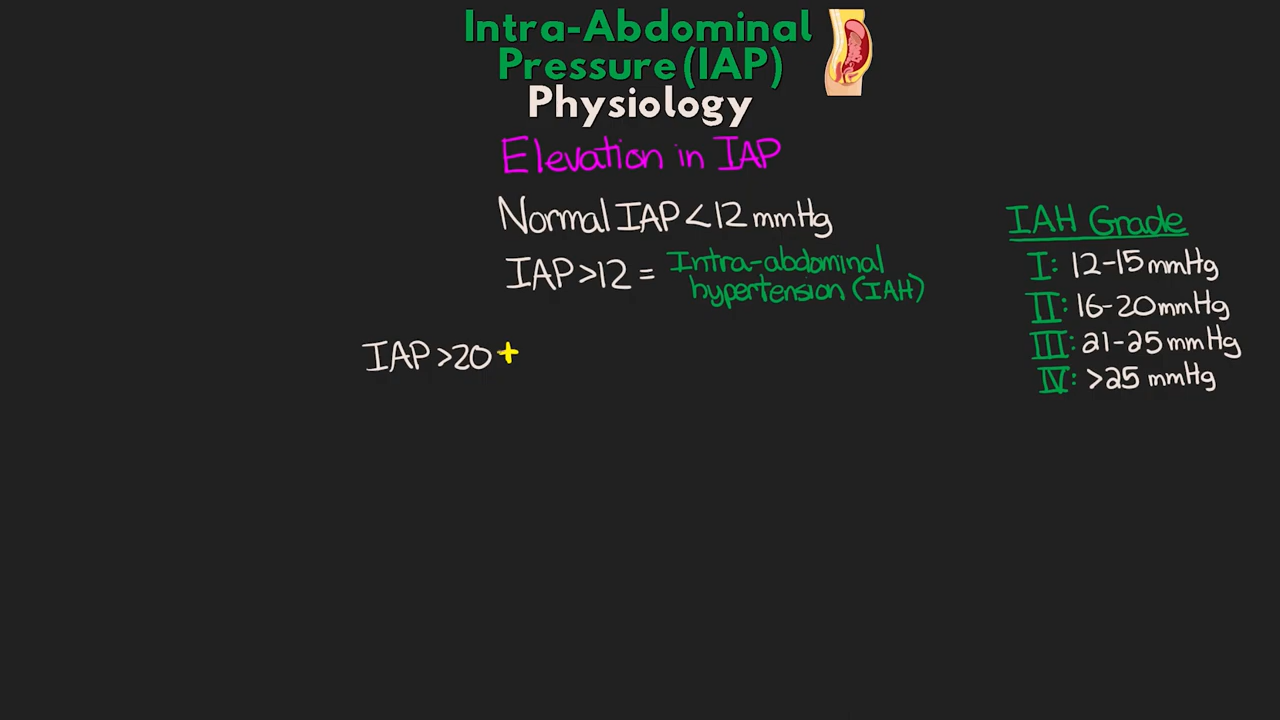 Intra-Abdominal
Pressure (IAP)
Physiology
Elevation in IAP
Normal IAP < 12 mmHg
IAP > 12 = Intra-abdominal
hypertension (IAH)
IAP > 20 +
IAH Grade
I: 12-15 mmHg
II: 16-20 mmHg
III: 21-25 mmHg
IV: >25 mmHg